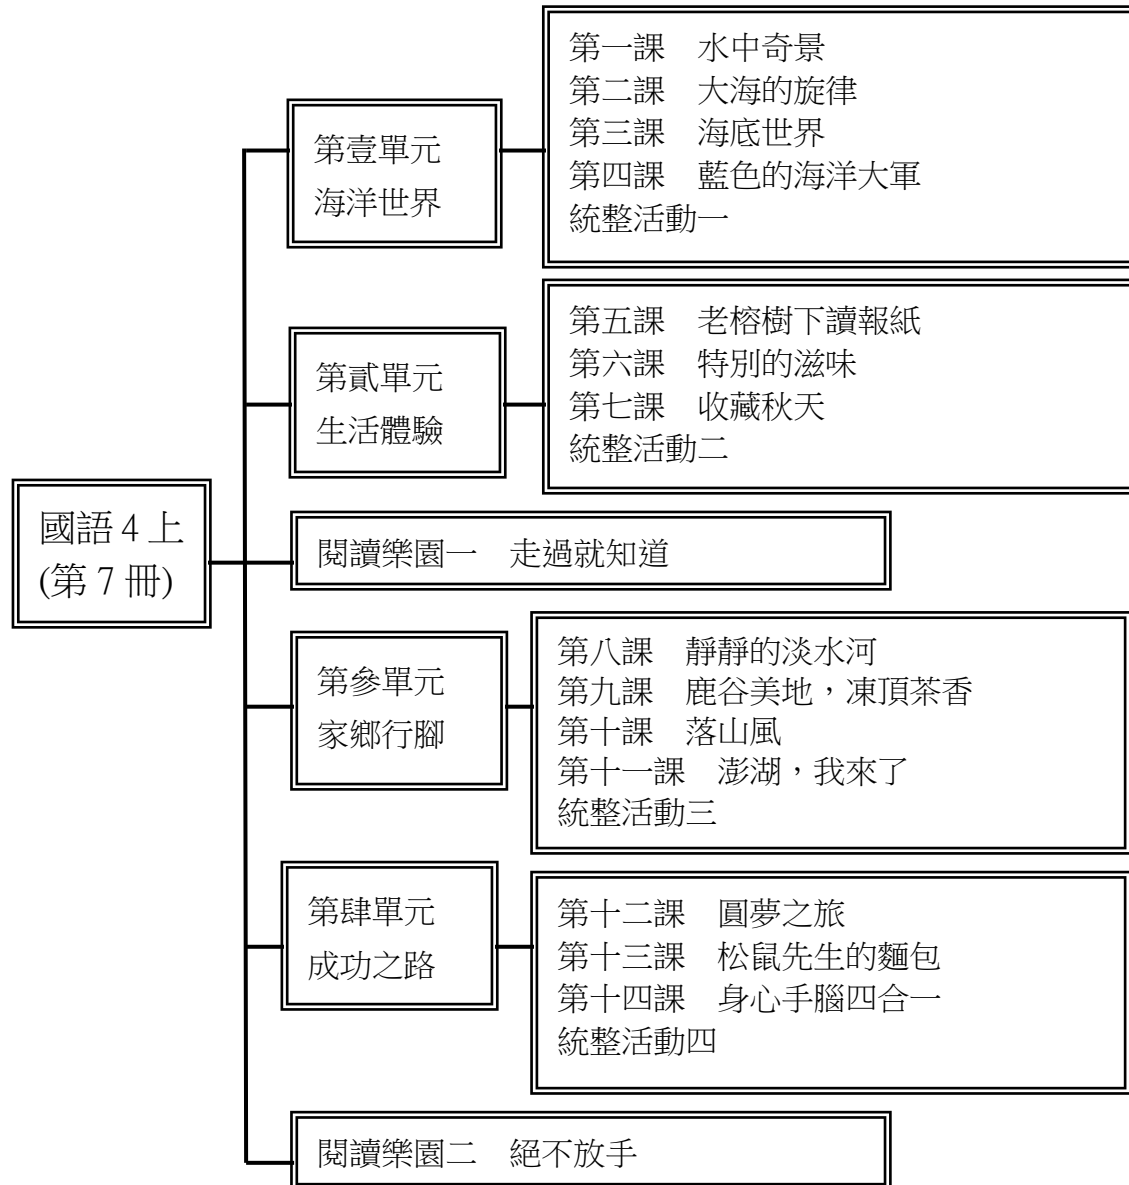 國語 4 上
(第 7 冊)
第壹單元
海洋世界
第一課　水中奇景
第二課　大海的旋律
第三課　海底世界
第四課　藍色的海洋大軍
統整活動一
第貳單元
生活體驗
第五課　老榕樹下讀報紙
第六課　特別的滋味
第七課　收藏秋天
統整活動二
閱讀樂園一　走過就知道
第參單元
家鄉行腳
第八課　靜靜的淡水河
第九課　鹿谷美地，凍頂茶香
第十課　落山風
第十一課　澎湖，我來了
統整活動三
第肆單元
成功之路
第十二課　圓夢之旅
第十三課　松鼠先生的麵包
第十四課　身心手腦四合一
統整活動四
閱讀樂園二　絕不放手